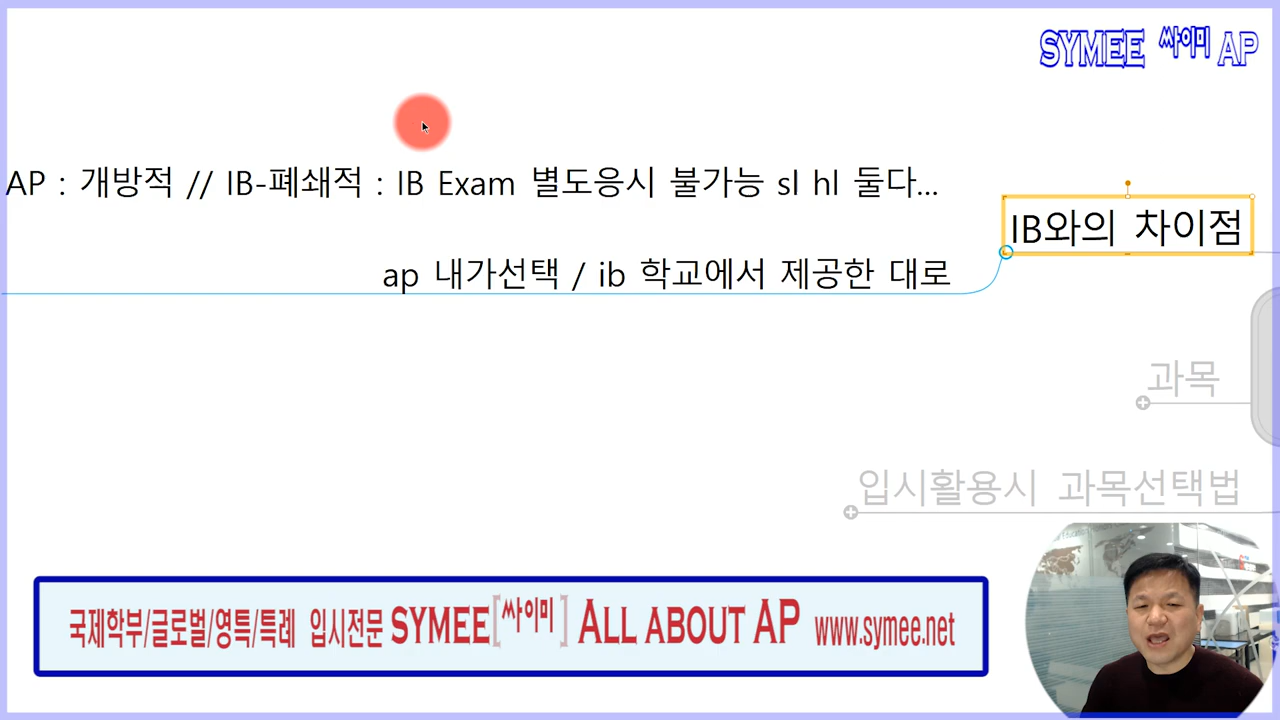 SYMEE 싸이미 AP
AP : 개방적 // IB-폐쇄적 : IB Exam 별도응시 불가능 sl hl 둘다...
IB와의 차이점
ap 내가선택 / ib 학교에서 제공한 대로
과목
입시활용시 과목선택법
국제학부/글로벌/영특/특례 입시전문 SYMEE[싸이미] ALL ABOUT AP www.symee.net